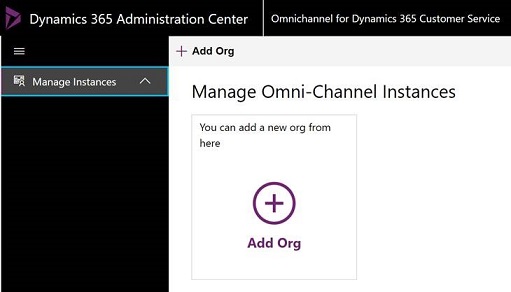 Dynamics 365 Administration Center
Omnichannel for Dynamics 365 Customer Service
Add Org
Manage Instances
Manage Omni-Channel Instances
You can add a new org from
here
Add Org